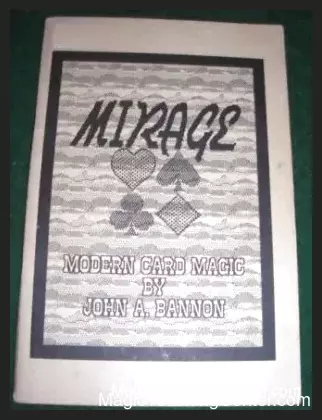 MIRAGE
MODERN CARD MAGIC
BY
JOHN A. BANNON